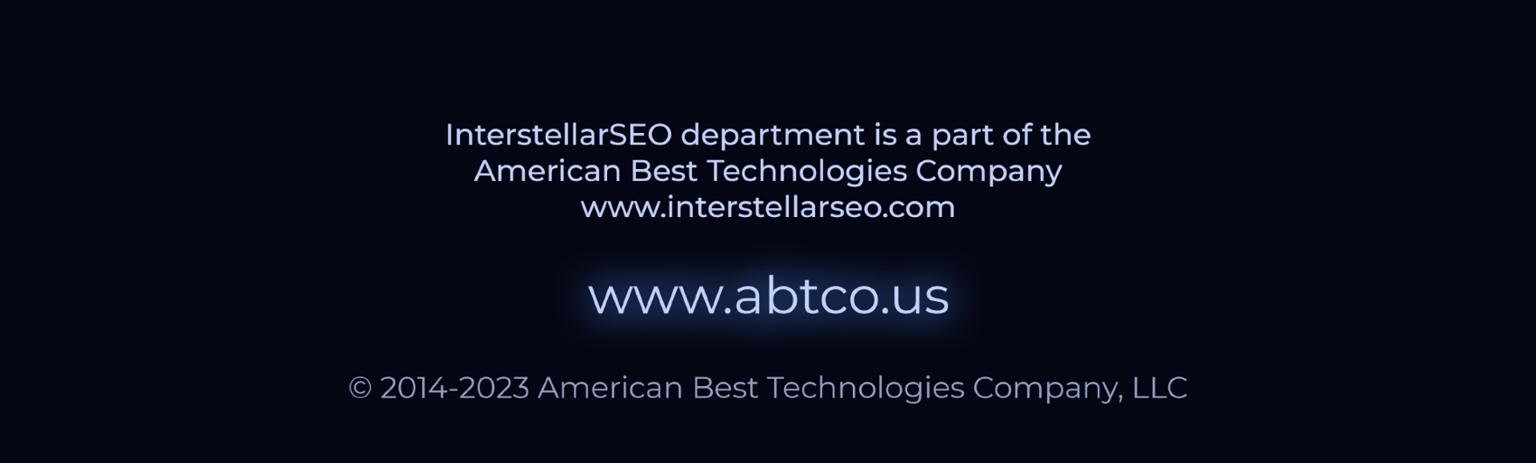 InterstellarSEO department is a part of the
American Best Technologies Company
www.interstellarseo.com
www.abtco.us
© 2014-2023 American Best Technologies Company, LLC